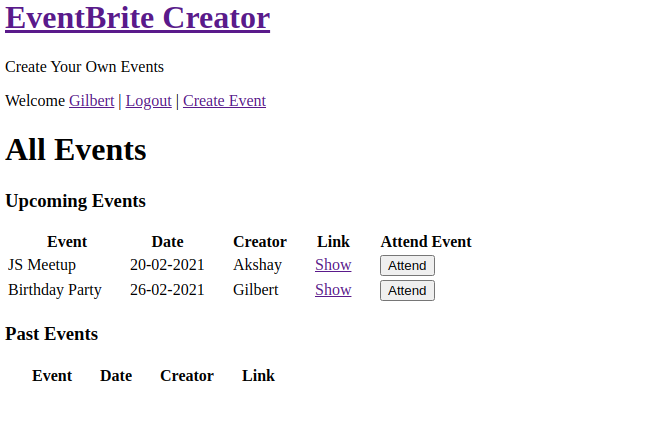 EventBrite Creator
Create Your Own Events
Welcome Gilbert | Logout | Create Event
All Events
Upcoming Events
Event Date Creator Link Attend Event
JS Meetup 20-02-2021 Akshay Show Attend
Birthday Party 26-02-2021 Gilbert Show Attend
Past Events
Event Date Creator Link